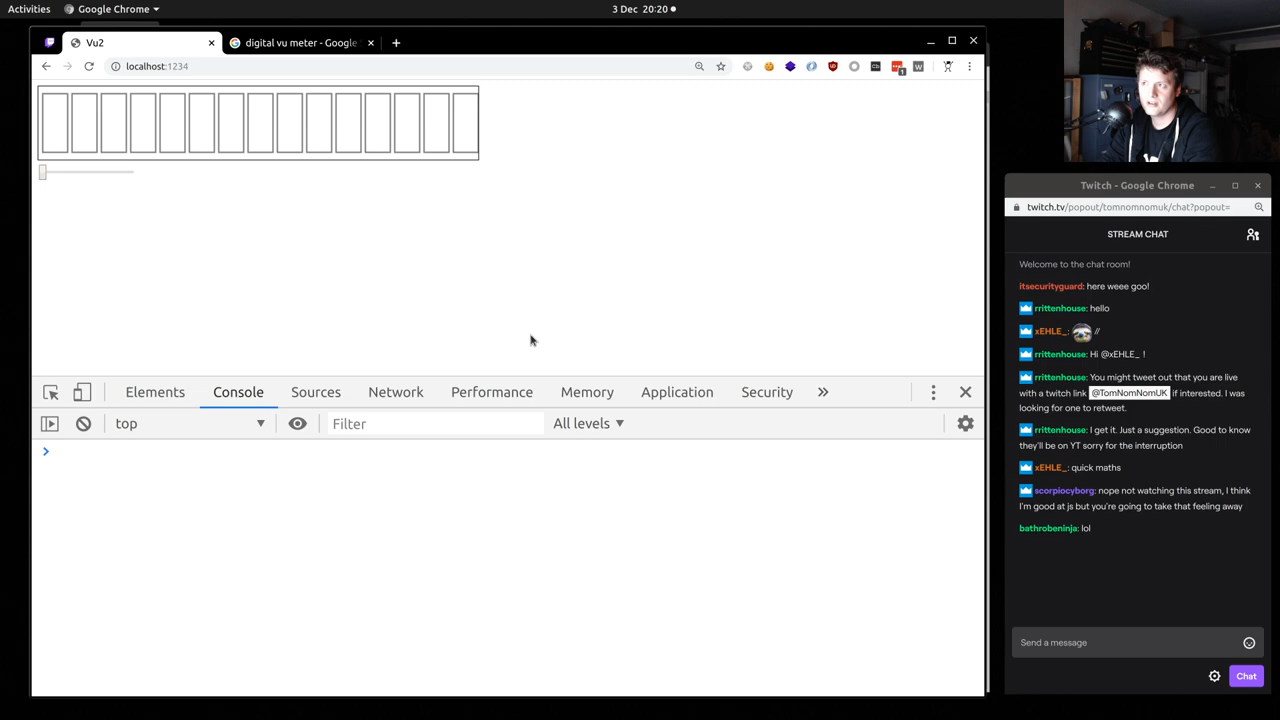 Activities
Google Chrome
3 Dec 20:20
Vu2
digital vu meter - Google
localhost:1234
Elements
Console
Sources
Network
Performance
Memory
Application
Security
top
Filter
All levels
Twitch - Google Chrome
twitch.tv/popout/tomnomnomuk/chat?popout=
STREAM CHAT
Welcome to the chat room!
itsecurityguard: here weee goo!
rrittenhouse: hello
xEHLE_: //
rrittenhouse: Hi @xEHLE_ !
rrittenhouse: You might tweet out that you are live
with a twitch link @TomNomNomUK if interested. I was
looking for one to retweet.
rrittenhouse: I get it. Just a suggestion. Good to know
they'll be on YT sorry for the interruption
xEHLE_: quick maths
scorpiocyborg: nope not watching this stream, I think
I'm good at js but you're going to take that feeling away
bathrobeninja: lol
Send a message
Chat